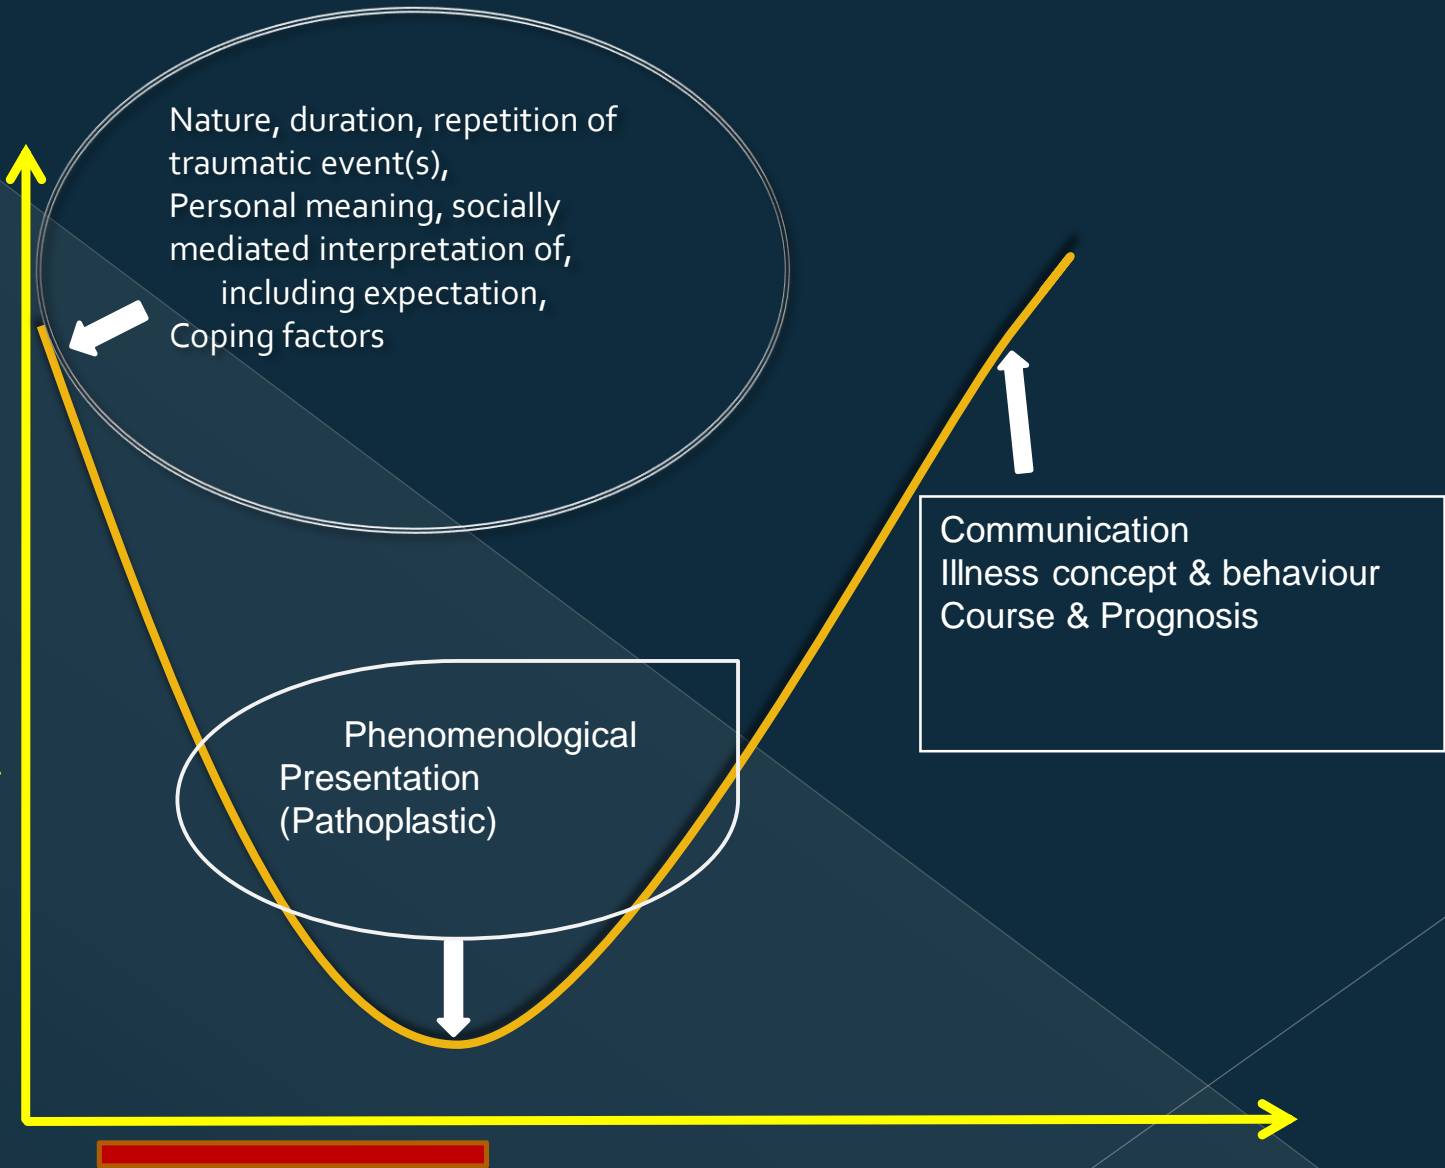 Nature, duration, repetition of
traumatic event(s),
Personal meaning, socially
mediated interpretation of,
including expectation,
Coping factors
Phenomenological
Presentation
(Pathoplastic)
Communication
Illness concept & behaviour
Course & Prognosis